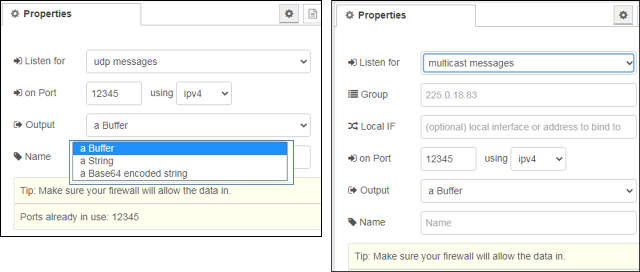 Properties
Listen for udp messages
on Port 12345 using ipv4
Output a Buffer
Name
a Buffer
a String
a Base64 encoded string
Tip: Make sure your firewall will allow the data in.
Ports already in use: 12345
Properties
Listen for multicast messages
Group 225.0.18.83
Local IF (optional) local interface or address to bind to
on Port 12345 using ipv4
Output a Buffer
Name Name
Tip: Make sure your firewall will allow the data in.